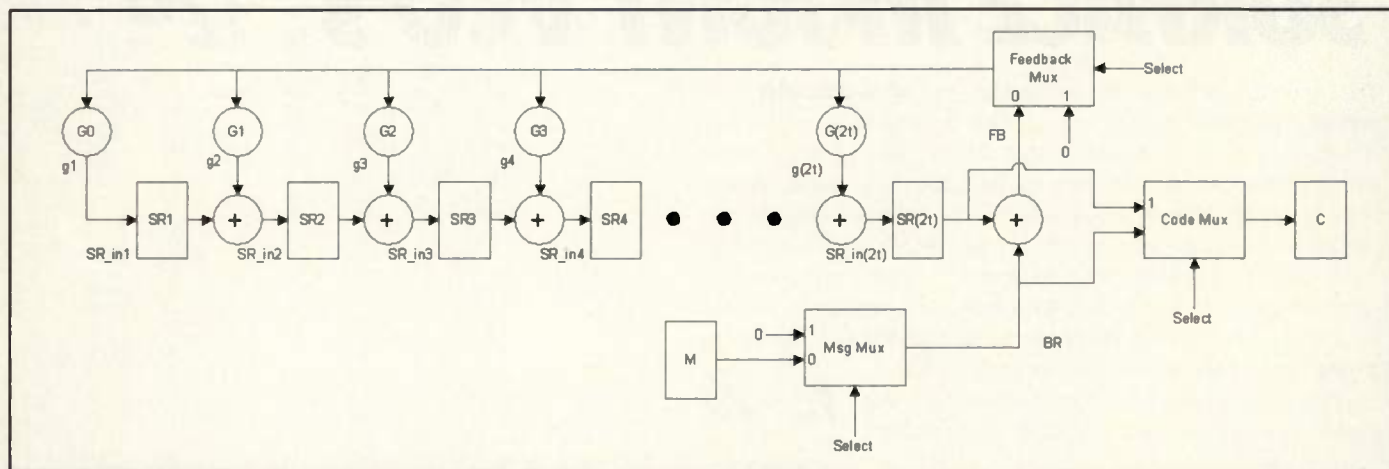 Feedback
Mux
0 1
Select
FB
0
G0 G1 G2 G3 G(2t)
g1 g2 g3 g4 g(2t)
SR1 + SR2 + SR3 + SR4 + SR(2t) +
SR_in1 SR_in2 SR_in3 SR_in4 SR_in(2t)
1
Code Mux
C
Select
M
0 1
0
Msg Mux
BR
Select